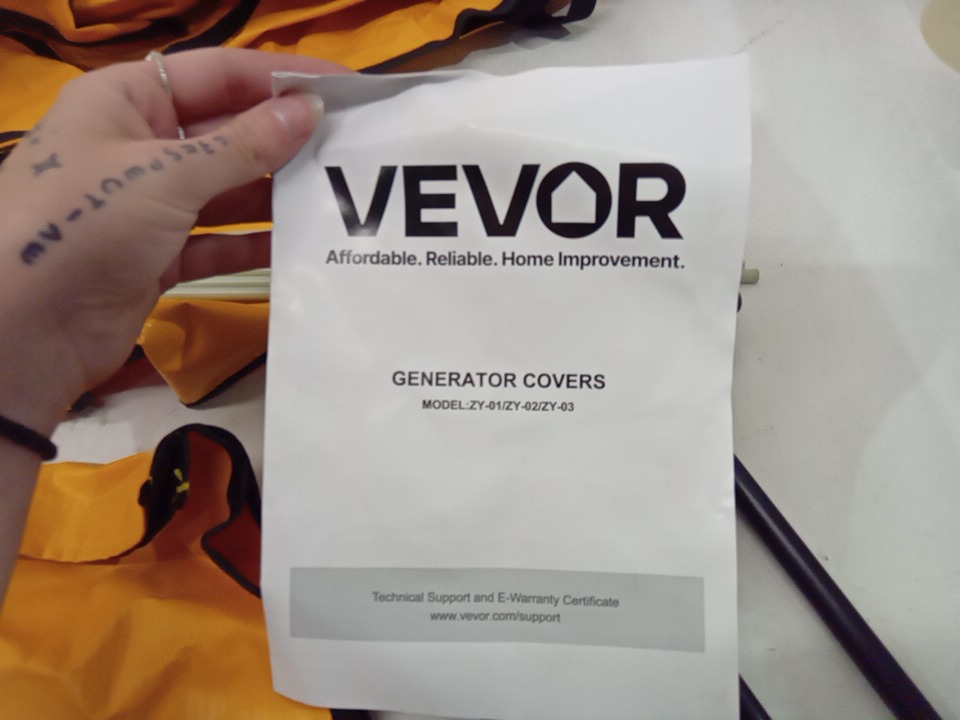 VEVOR
Affordable. Reliable. Home Improvement.
GENERATOR COVERS
MODEL:ZY-01/ZY-02/ZY-03
Technical Support and E-Warranty Certificate
www.vevor.com/support